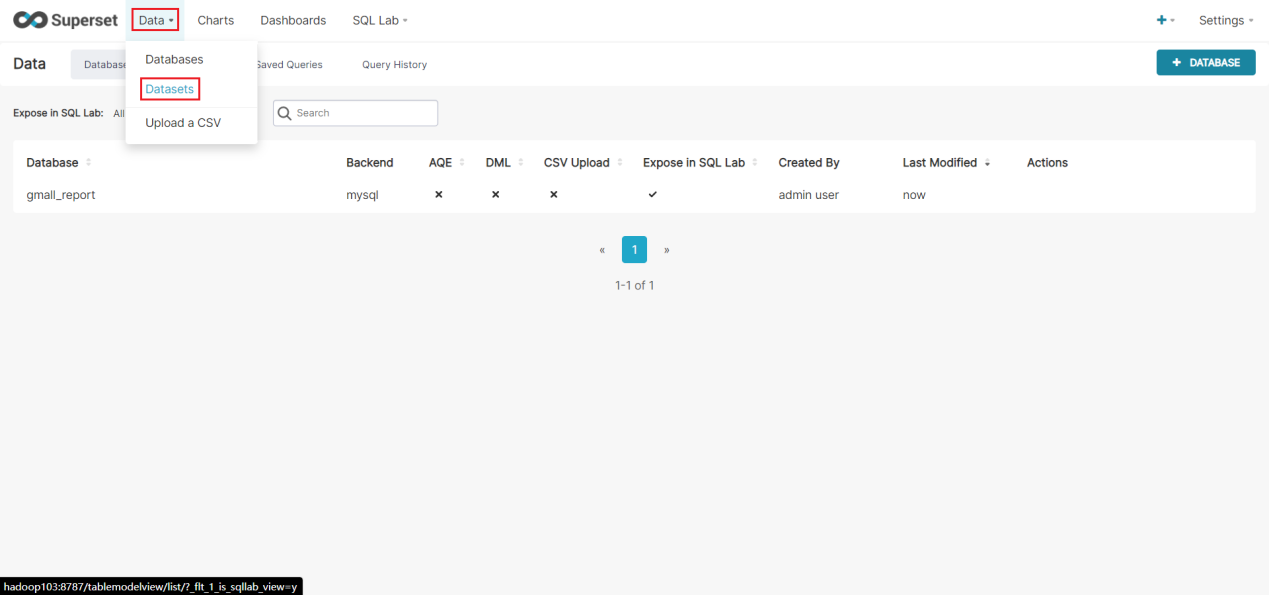 Superset Data Charts Dashboards SQL Lab + Settings
Data Database Saved Queries Query History + DATABASE
Databases
Datasets
Upload a CSV
Expose in SQL Lab: All Search
Database Backend AQE DML CSV Upload Expose in SQL Lab Created By Last Modified Actions
gmall_report mysql admin user now
« 1 »
1-1 of 1
hadoop103:8787/tablemodelview/list/?_flt_1_is_sqllab_view=y